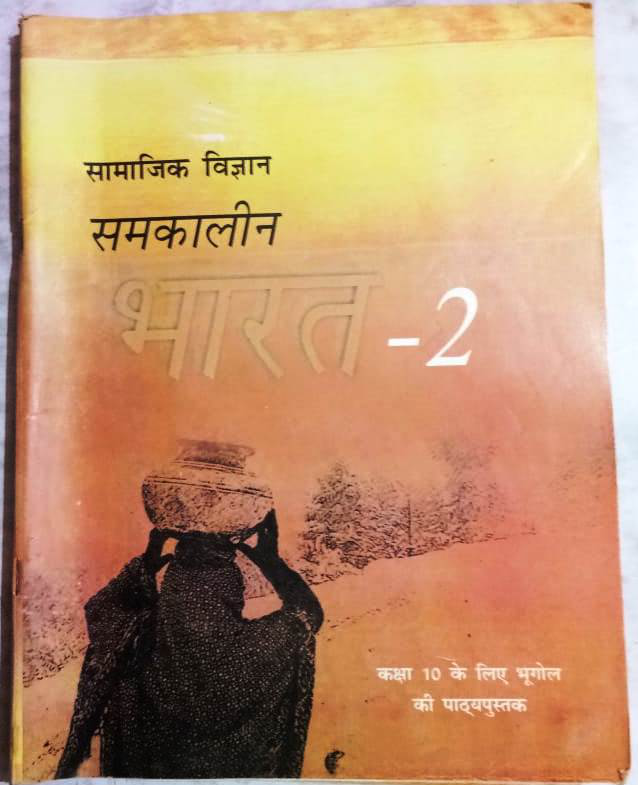 सामाजिक विज्ञान
समकालीन
भारत -2
कक्षा 10 के लिए भूगोल
की पाठ्यपुस्तक